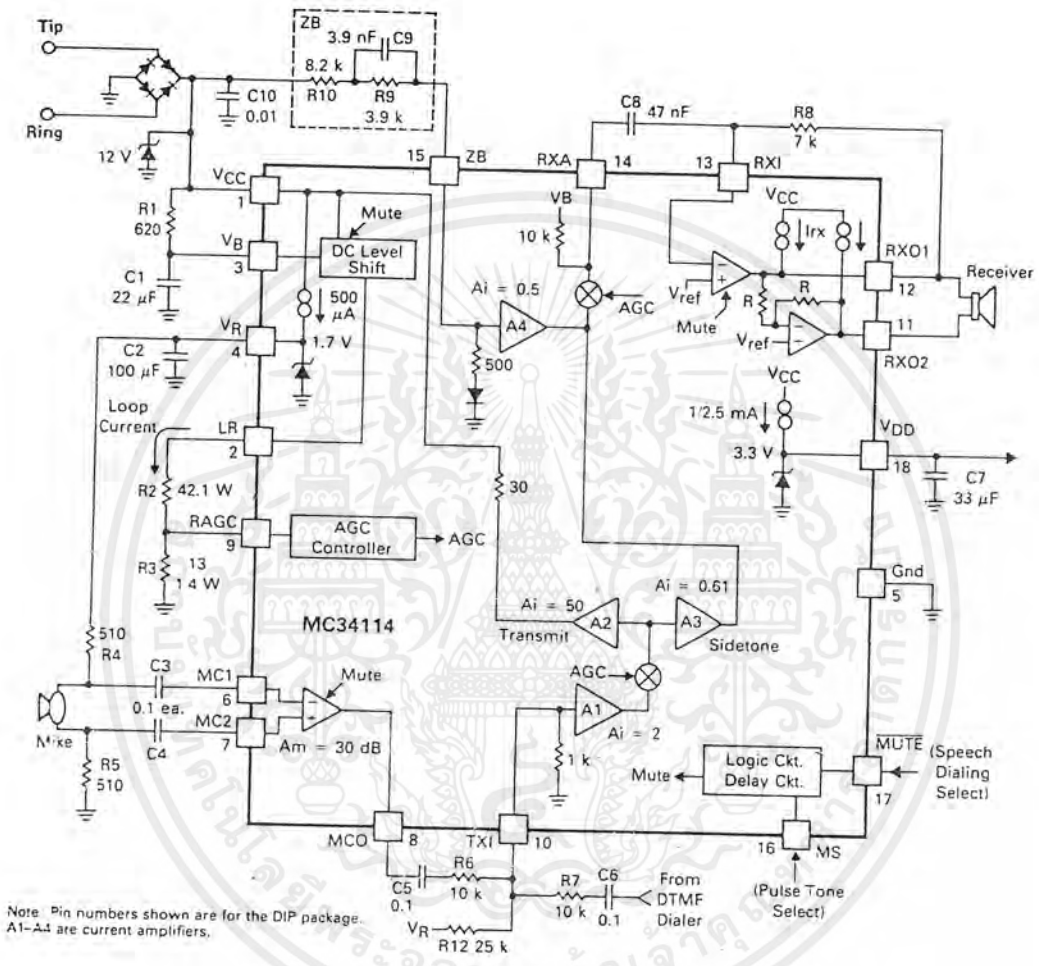 Tip
Ring
ZB
3.9 nF C9
8.2 k
R10
R9
3.9 k
C10
0.01
12 V
C8
47 nF
R8
7 k
15 ZB
RXA 14
13 RXI
VCC
1
R1
620
VB
3
Mute
DC Level
Shift
C1
22 µF
VR
4
500
µA
1.7 V
C2
100 µF
Loop
Current
LR
2
R2 42.1 W
RAGC
9
AGC
Controller
AGC
R3 13
1.4 W
MC34114
VB
10 k
AGC
Ai = 0.5
A4
500
30
VCC
Irx
RXO1
12
Receiver
Vref
Mute
R
R
Vref
11
RXO2
VCC
1/2.5 mA
3.3 V
VDD
18
C7
33 µF
Gnd
5
Ai = 50
A2
Transmit
Ai = 0.61
A3
Sidetone
AGC
A1
Ai = 2
1 k
510
R4
C3
0.1 ea.
C4
Mike
R5
510
MC1
6
MC2
7
Mute
Am = 30 dB
Mute
Logic Ckt.
Delay Ckt.
MUTE
17
(Speech
Dialing
Select)
16 MS
(Pulse Tone
Select)
MCO 8
TXI 10
C5
0.1
R6
10 k
R7
10 k
C6
0.1
From
DTMF
Dialer
VR
R12 25 k
Note: Pin numbers shown are for the DIP package.
A1-A4 are current amplifiers.